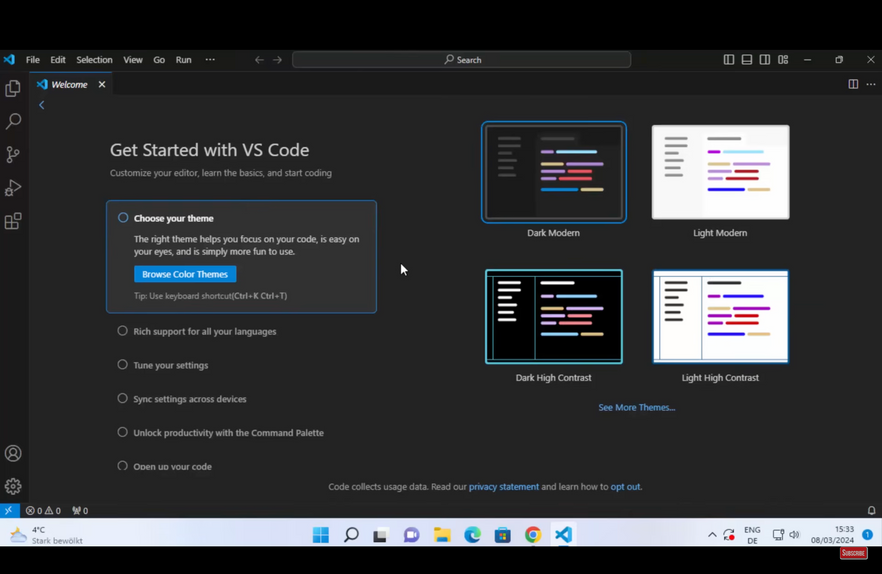 File Edit Selection View Go Run ··· Search
Welcome
Get Started with VS Code
Customize your editor, learn the basics, and start coding
Choose your theme
The right theme helps you focus on your code, is easy on
your eyes, and is simply more fun to use.
Browse Color Themes
Tip: Use keyboard shortcut(Ctrl+K Ctrl+T)
Rich support for all your languages
Tune your settings
Sync settings across devices
Unlock productivity with the Command Palette
Open up your code
Dark Modern
Light Modern
Dark High Contrast
Light High Contrast
See More Themes...
Code collects usage data. Read our privacy statement and learn how to opt out.
0 0 0
4°C
Stark bewölkt
ENG
DE
15:33
08/03/2024
1
SUBSCRIBE